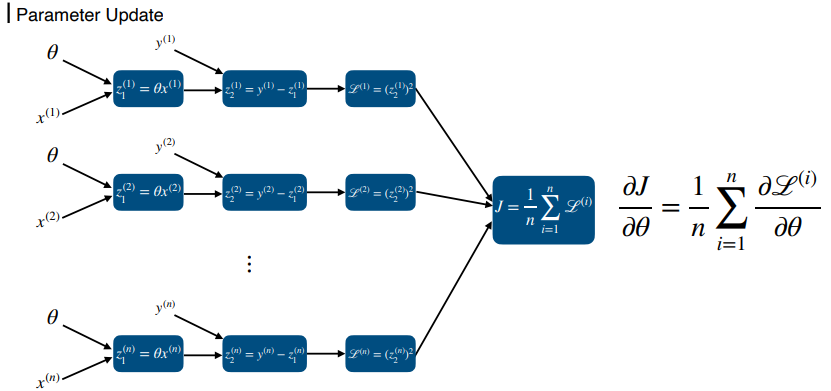 Parameter Update
θ
y⁽¹⁾
z₁⁽¹⁾ = θx⁽¹⁾
z₂⁽¹⁾ = y⁽¹⁾ − z₁⁽¹⁾
ℒ⁽¹⁾ = (z₂⁽¹⁾)²
x⁽¹⁾
θ
y⁽²⁾
z₁⁽²⁾ = θx⁽²⁾
z₂⁽²⁾ = y⁽²⁾ − z₁⁽²⁾
ℒ⁽²⁾ = (z₂⁽²⁾)²
x⁽²⁾
⋮
θ
y⁽ⁿ⁾
z₁⁽ⁿ⁾ = θx⁽ⁿ⁾
z₂⁽ⁿ⁾ = y⁽ⁿ⁾ − z₁⁽ⁿ⁾
ℒ⁽ⁿ⁾ = (z₂⁽ⁿ⁾)²
x⁽ⁿ⁾
J = 1/n ∑ᵢ₌₁ⁿ ℒ⁽ⁱ⁾
∂J/∂θ = 1/n ∑ᵢ₌₁ⁿ ∂ℒ⁽ⁱ⁾/∂θ